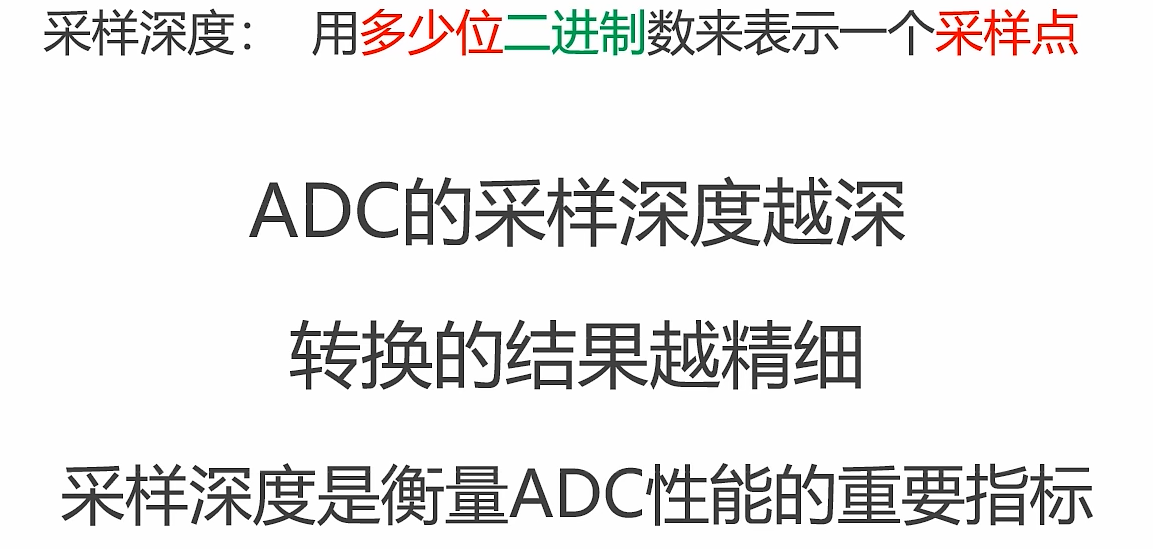 采样深度： 用多少位二进制数来表示一个采样点
ADC的采样深度越深
转换的结果越精细
采样深度是衡量ADC性能的重要指标